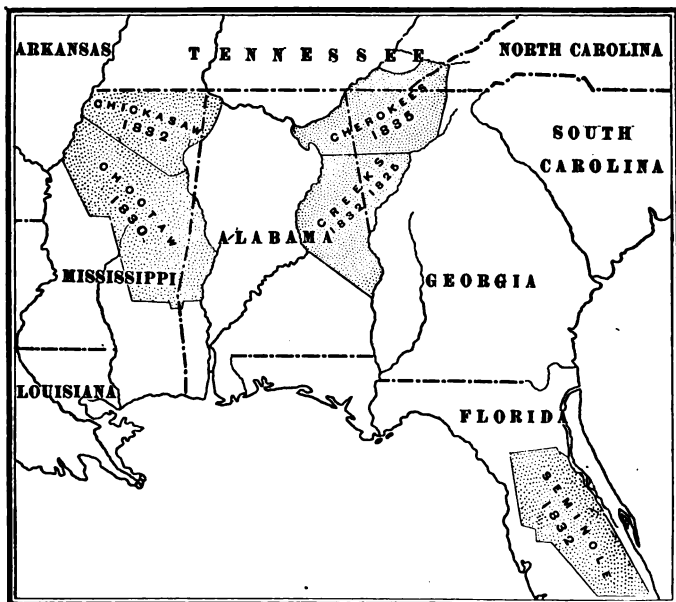 ARKANSAS
TENNESSEE
NORTH CAROLINA
CHICKASAW
1832
CHEROKEES
1835
SOUTH
CAROLINA
CHOCTAW
1830
CREEKS
1832/1826
ALABAMA
MISSISSIPPI
GEORGIA
LOUISIANA
FLORIDA
SEMINOLE
1832